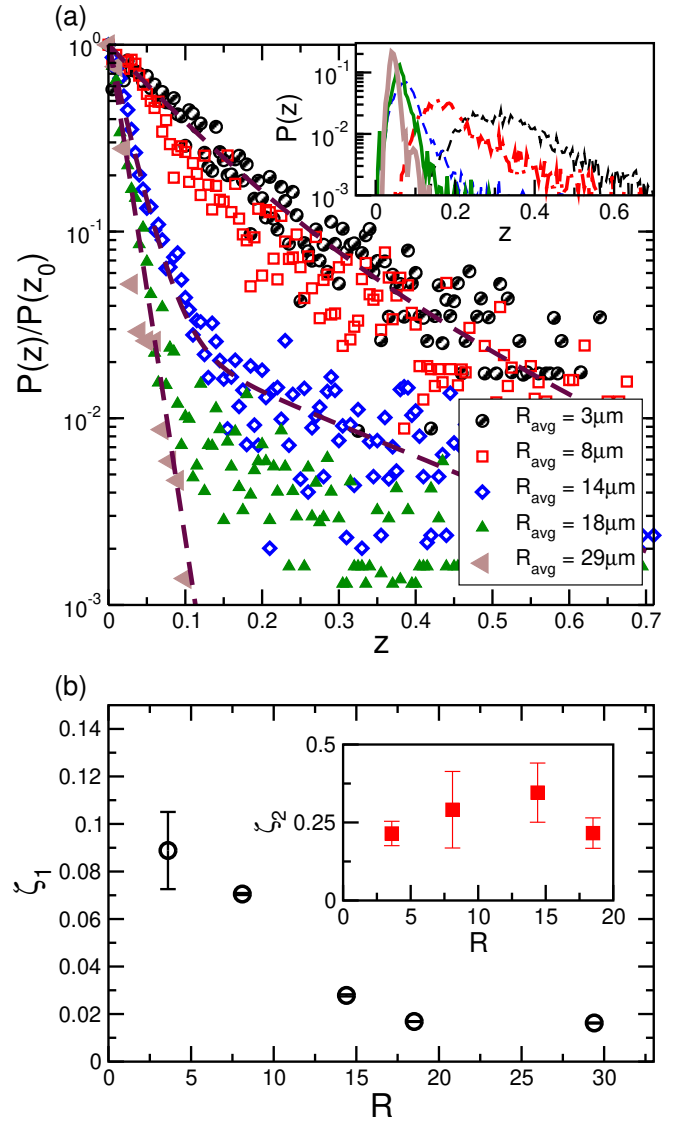 (a)
10⁰
10⁻¹
10⁻²
10⁻³
P(z)/P(z₀)
0 0.1 0.2 0.3 0.4 0.5 0.6 0.7
z
10⁻¹
10⁻²
10⁻³
P(z)
0 0.2 0.4 0.6
z
R_avg = 3μm
R_avg = 8μm
R_avg = 14μm
R_avg = 18μm
R_avg = 29μm
(b)
0.14
0.12
0.1
0.08
0.06
0.04
0.02
0
ζ₁
0 5 10 15 20 25 30
R
0.5
0.25
0
ζ₂
0 5 10 15 20
R